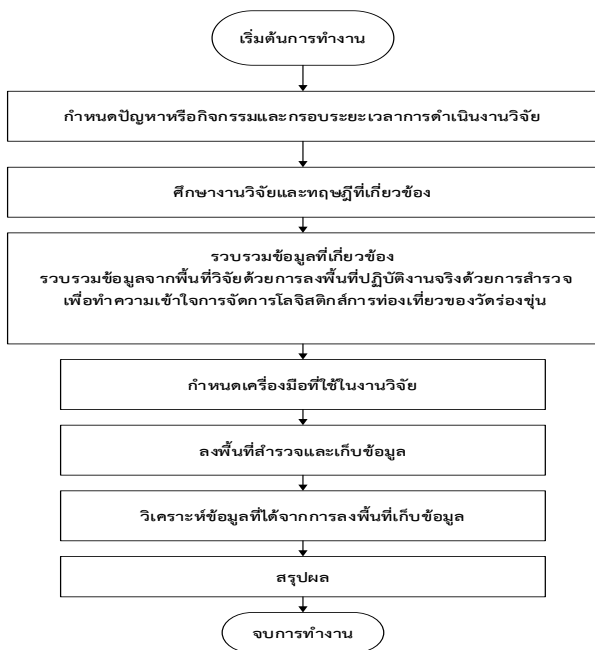 เริ่มต้นการทำงาน
กำหนดปัญหาหรือกิจกรรมและกรอบระยะเวลาการดำเนินงานวิจัย
ศึกษางานวิจัยและทฤษฎีที่เกี่ยวข้อง
รวบรวมข้อมูลที่เกี่ยวข้อง
รวบรวมข้อมูลจากพื้นที่วิจัยด้วยการลงพื้นที่ปฏิบัติงานจริงด้วยการสำรวจ
เพื่อทำความเข้าใจการจัดการโลจิสติกส์การท่องเที่ยวของวัดร่องขุ่น
กำหนดเครื่องมือที่ใช้ในงานวิจัย
ลงพื้นที่สำรวจและเก็บข้อมูล
วิเคราะห์ข้อมูลที่ได้จากการลงพื้นที่เก็บข้อมูล
สรุปผล
จบการทำงาน